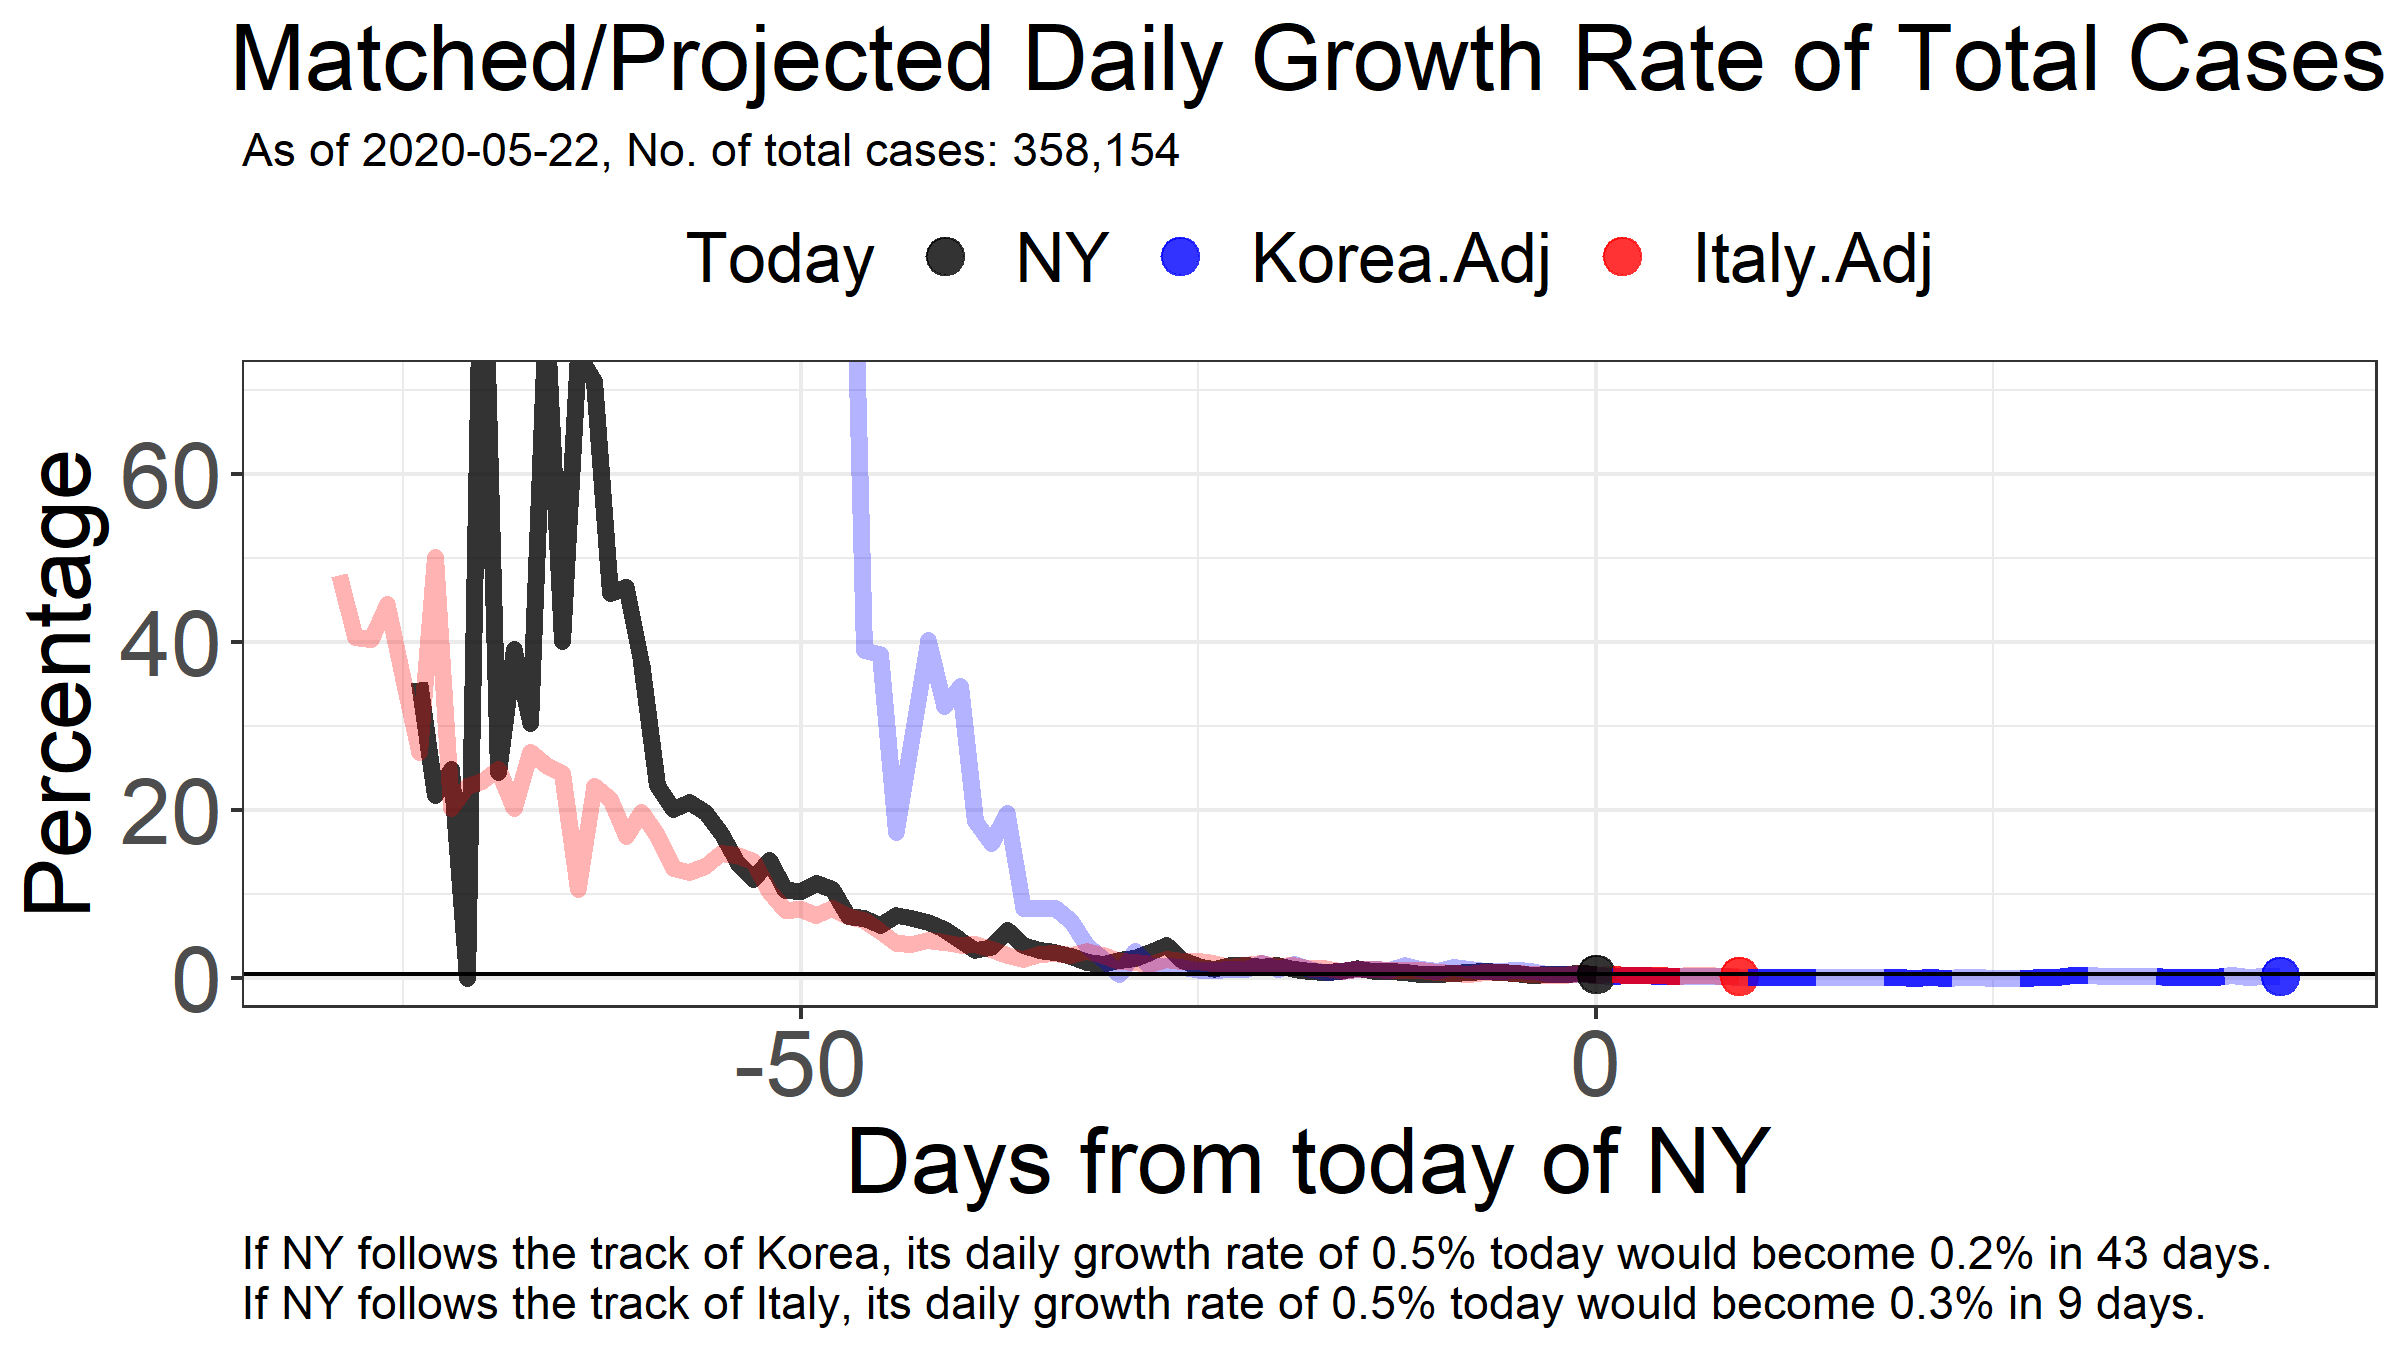 Matched/Projected Daily Growth Rate of Total Cases
As of 2020-05-22, No. of total cases: 358,154
Today NY Korea.Adj Italy.Adj
Percentage
60
40
20
0
-50 0
Days from today of NY
If NY follows the track of Korea, its daily growth rate of 0.5% today would become 0.2% in 43 days.
If NY follows the track of Italy, its daily growth rate of 0.5% today would become 0.3% in 9 days.